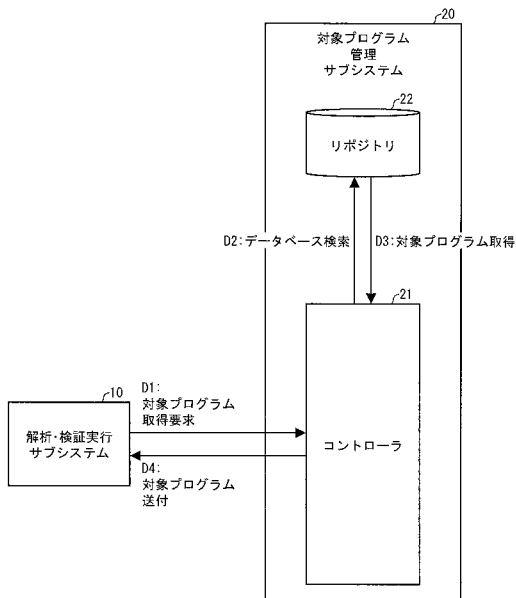 20
対象プログラム
管理
サブシステム
22
リポジトリ
D2:データベース検索
D3:対象プログラム取得
21
コントローラ
10
解析・検証実行
サブシステム
D1:
対象プログラム
取得要求
D4:
対象プログラム
送付